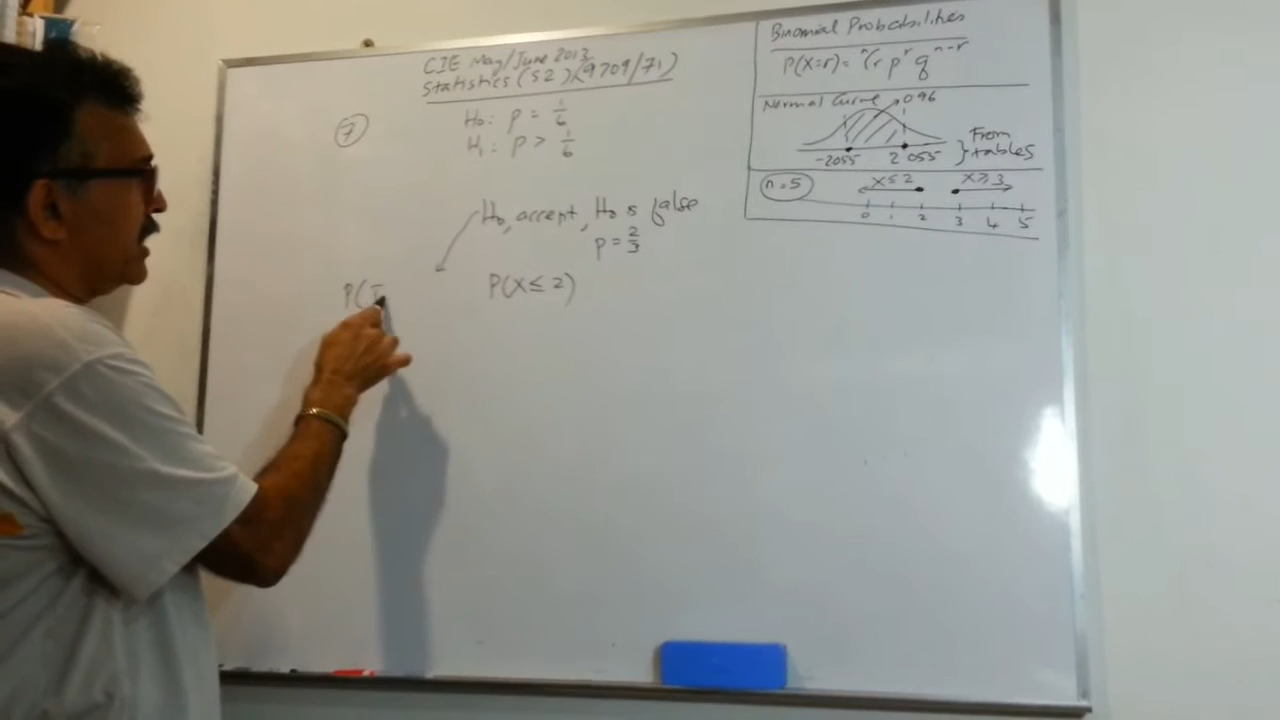 CIE May/June 2013
Statistics (S2) (9709/71)
7
H₀: p = 1/6
H₁: p > 1/6
H₀, accept, H₀ is false
p = 2/3
P(I
P(X ≤ 2)
Binomial Probabilities
P(X=r) = ⁿCr pʳ qⁿ⁻ʳ
Normal Curve
0.96
-2.055 2.055
From
tables
n = 5
X ≤ 2 X ≥ 3
0 1 2 3 4 5